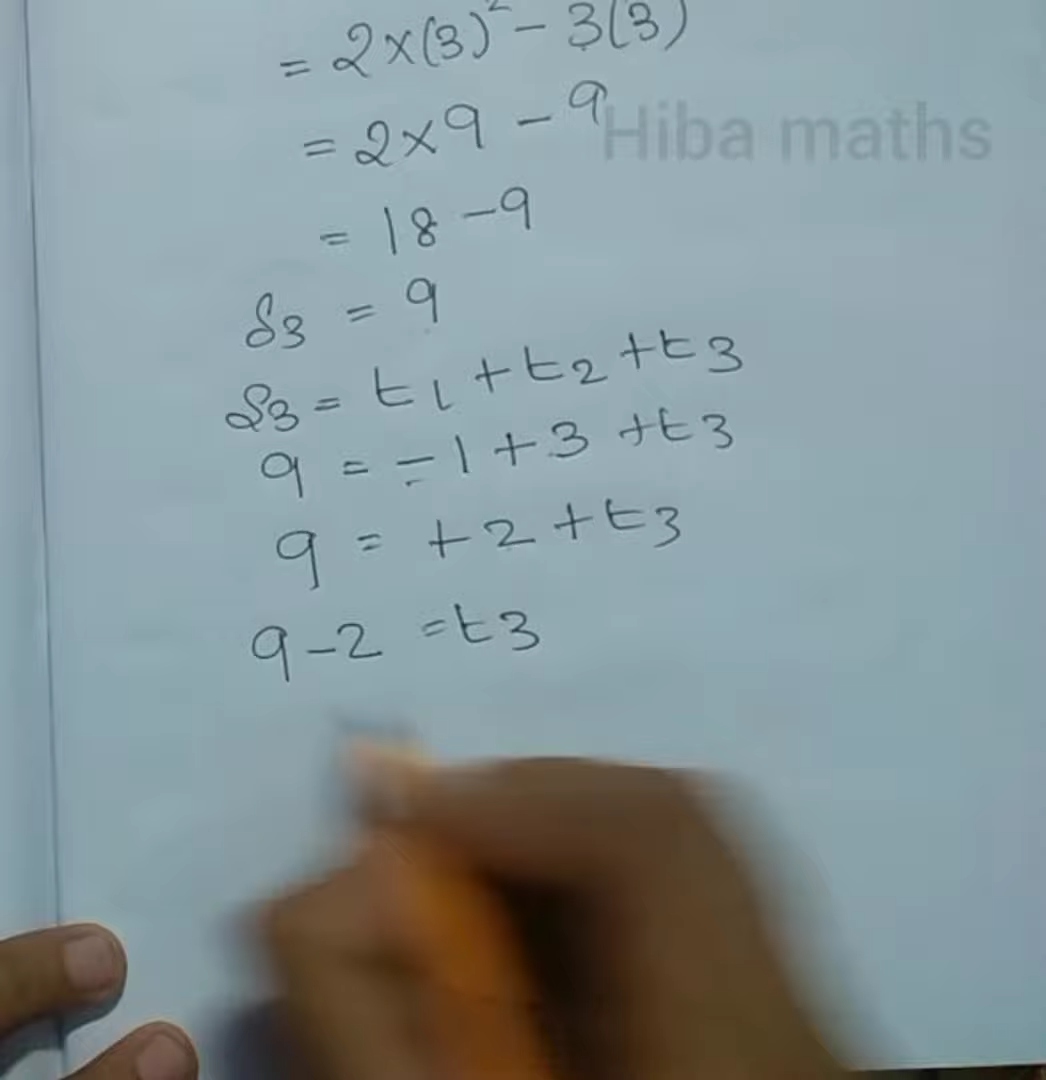 = 2×(3)² - 3(3)
= 2×9 - 9
Hiba maths
= 18 - 9
S3 = 9
S3 = t1 + t2 + t3
9 = -1 + 3 + t3
9 = +2 + t3
9-2 = t3